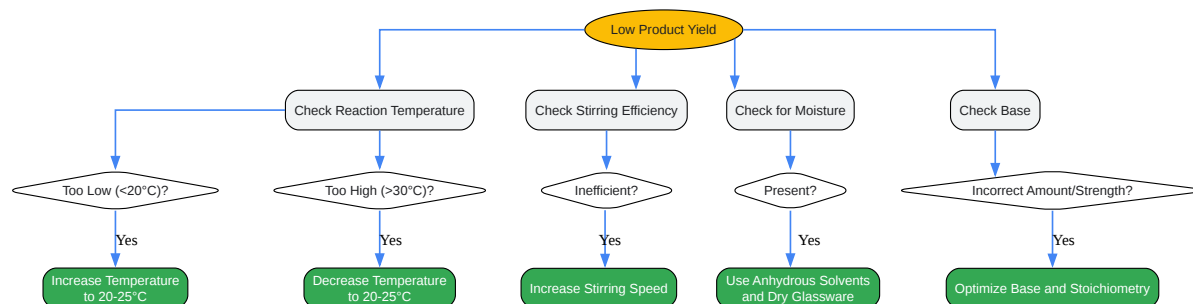 Low Product Yield
Check Reaction Temperature
Check Stirring Efficiency
Check for Moisture
Check Base
Too Low (<20°C)?
Too High (>30°C)?
Inefficient?
Present?
Incorrect Amount/Strength?
Yes
Yes
Yes
Yes
Yes
Increase Temperature
to 20-25°C
Decrease Temperature
to 20-25°C
Increase Stirring Speed
Use Anhydrous Solvents
and Dry Glassware
Optimize Base and Stoichiometry